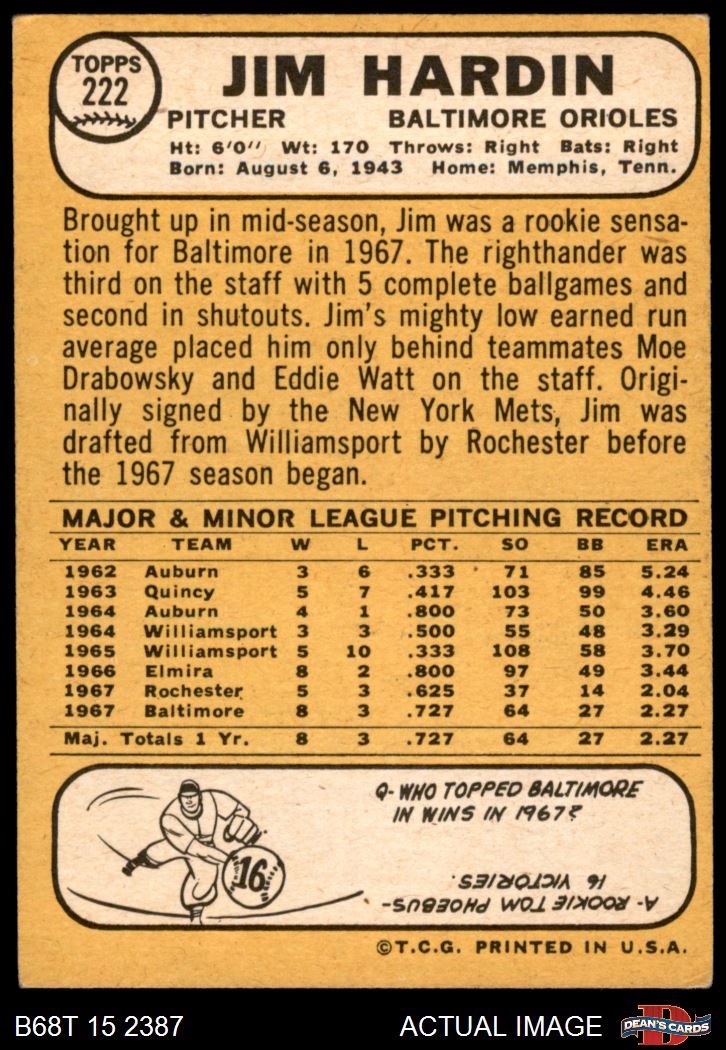 TOPPS
222
JIM HARDIN
PITCHER BALTIMORE ORIOLES
Ht: 6'0" Wt: 170 Throws: Right Bats: Right
Born: August 6, 1943 Home: Memphis, Tenn.
Brought up in mid-season, Jim was a rookie sensa-
tion for Baltimore in 1967. The righthander was
third on the staff with 5 complete ballgames and
second in shutouts. Jim's mighty low earned run
average placed him only behind teammates Moe
Drabowsky and Eddie Watt on the staff. Origi-
nally signed by the New York Mets, Jim was
drafted from Williamsport by Rochester before
the 1967 season began.
MAJOR & MINOR LEAGUE PITCHING RECORD
YEAR TEAM W L PCT. SO BB ERA
1962 Auburn 3 6 .333 71 85 5.24
1963 Quincy 5 7 .417 103 99 4.46
1964 Auburn 4 1 .800 73 50 3.60
1964 Williamsport 3 3 .500 55 48 3.29
1965 Williamsport 5 10 .333 108 58 3.70
1966 Elmira 8 2 .800 97 49 3.44
1967 Rochester 5 3 .625 37 14 2.04
1967 Baltimore 8 3 .727 64 27 2.27
Maj. Totals 1 Yr. 8 3 .727 64 27 2.27
Q- WHO TOPPED BALTIMORE
IN WINS IN 1967?
16
A- ROOKIE TOM PHOEBUS-
16 VICTORIES.
©T.C.G. PRINTED IN U.S.A.
B68T 15 2387 ACTUAL IMAGE
D
DEAN'S CARDS